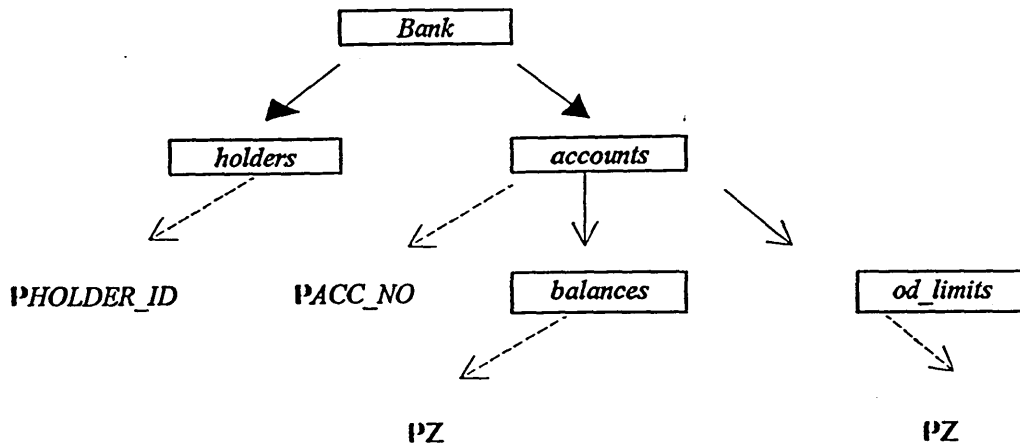 Bank
holders accounts
ℙHOLDER_ID ℙACC_NO balances od_limits
ℙZ ℙZ